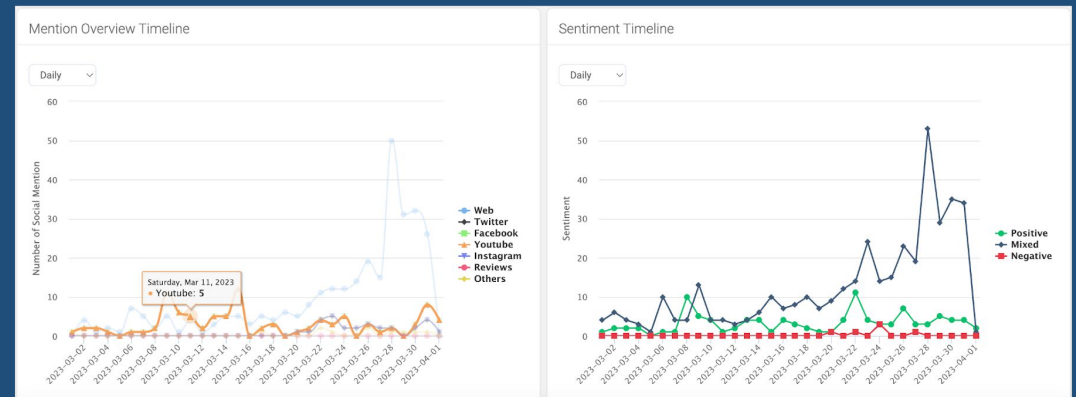 Mention Overview Timeline
Daily
60
50
40
30
20
10
0
Number of Social Mention
Saturday, Mar 11, 2023
Youtube: 5
2023-03-02
2023-03-04
2023-03-06
2023-03-08
2023-03-10
2023-03-12
2023-03-14
2023-03-16
2023-03-18
2023-03-20
2023-03-22
2023-03-24
2023-03-26
2023-03-28
2023-03-30
2023-04-01
Web
Twitter
Facebook
Youtube
Instagram
Reviews
Others
Sentiment Timeline
Daily
60
50
40
30
20
10
0
Sentiment
2023-03-02
2023-03-04
2023-03-06
2023-03-08
2023-03-10
2023-03-12
2023-03-14
2023-03-16
2023-03-18
2023-03-20
2023-03-22
2023-03-24
2023-03-26
2023-03-28
2023-03-30
2023-04-01
Positive
Mixed
Negative